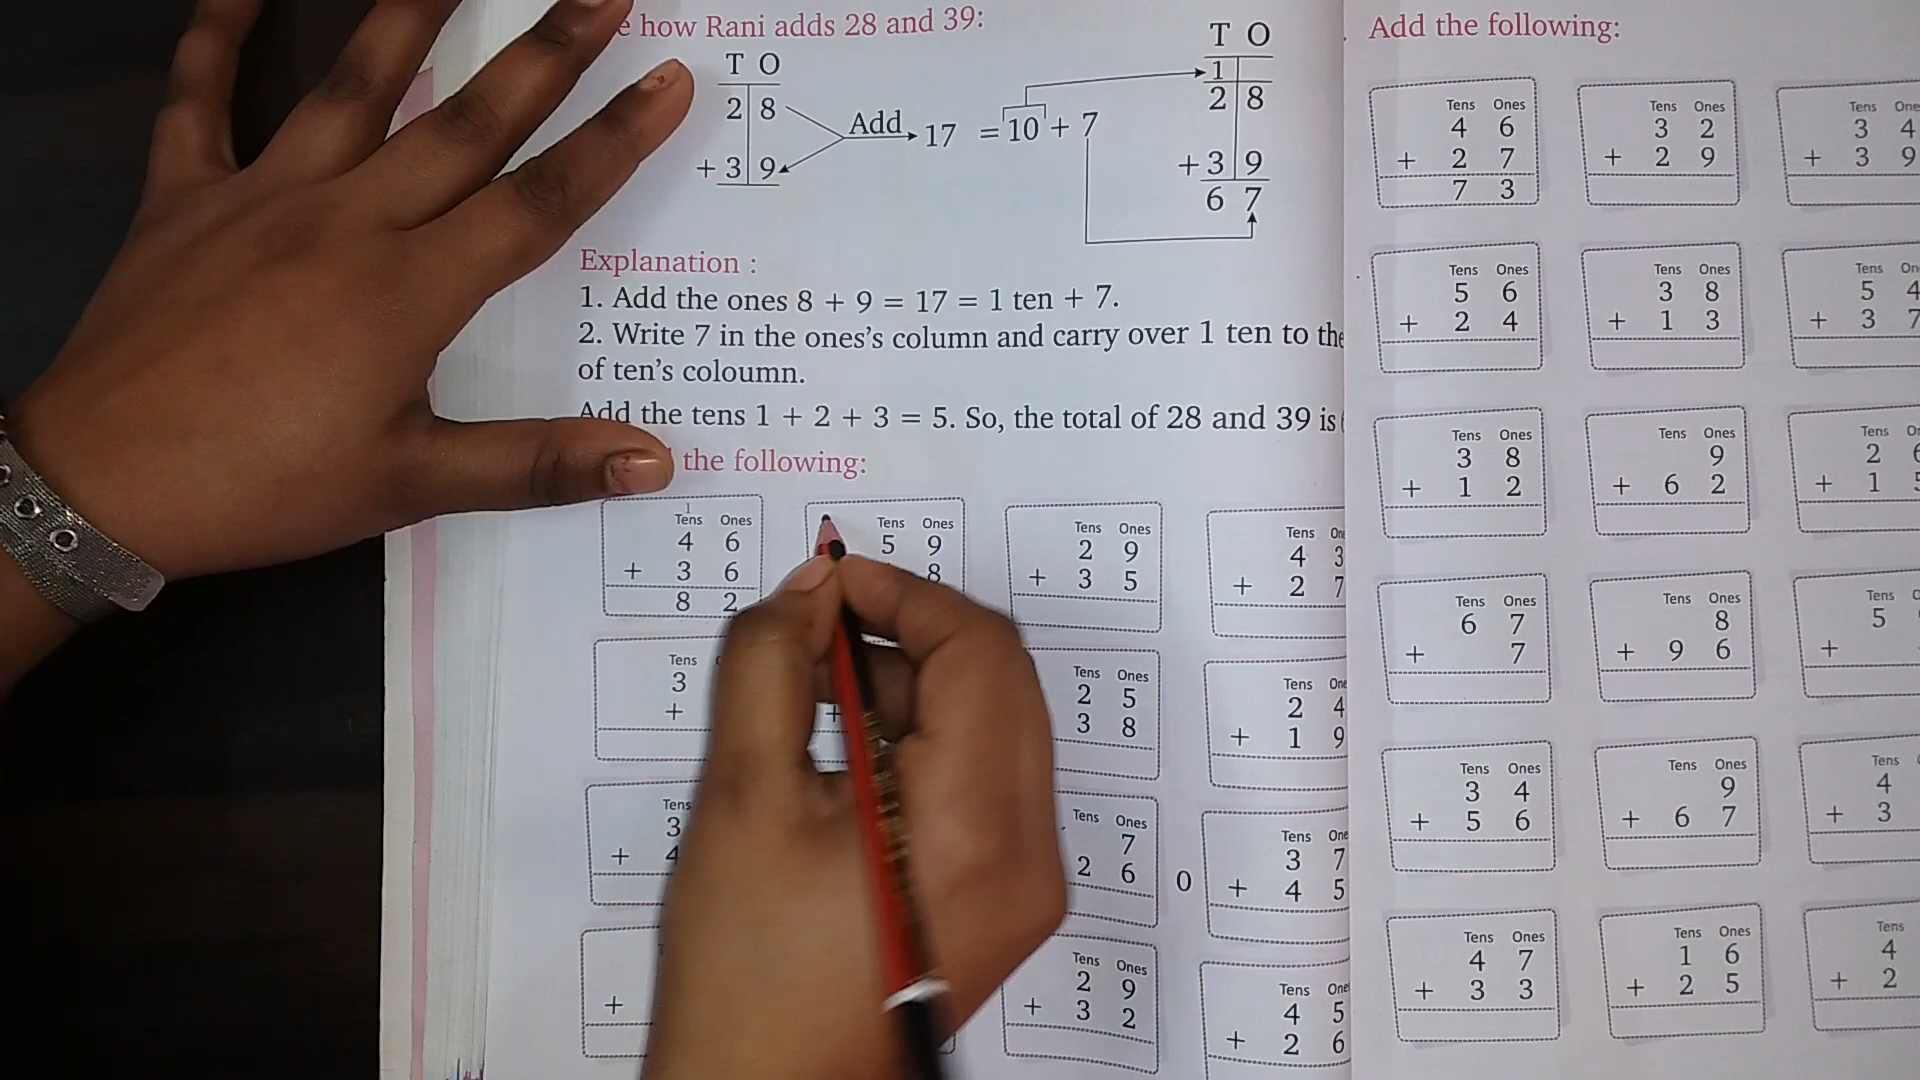 how Rani adds 28 and 39:
T O
2 8
+ 3 9
Add
17 = 10 + 7
T O
1
2 8
+ 3 9
6 7
Explanation :
1. Add the ones 8 + 9 = 17 = 1 ten + 7.
2. Write 7 in the ones's column and carry over 1 ten to the
of ten's coloumn.
Add the tens 1 + 2 + 3 = 5. So, the total of 28 and 39 is
the following:
1
Tens Ones
4 6
+ 3 6
8 2
Tens Ones
5 9
8
Tens Ones
2 9
+ 3 5
Tens
4 3
+ 2 7
Tens
3
+
+
Tens Ones
2 5
3 8
Tens One
2 4
+ 1 9
Tens
3
+ 4
Tens Ones
7
2 6
0
Tens One
3 7
+ 4 5
+
Tens Ones
2 9
+ 3 2
Tens One
4 5
+ 2 6
Add the following:
Tens Ones
4 6
+ 2 7
7 3
Tens Ones
3 2
+ 2 9
Tens One
3 4
+ 3 9
Tens Ones
5 6
+ 2 4
Tens Ones
3 8
+ 1 3
Tens On
5 4
+ 3 7
Tens Ones
3 8
+ 1 2
Tens Ones
9
+ 6 2
Tens
2 6
+ 1 5
Tens Ones
6 7
+ 7
Tens Ones
8
+ 9 6
Tens
5
+
Tens Ones
3 4
+ 5 6
Tens Ones
9
+ 6 7
Tens
4
+ 3
Tens Ones
4 7
+ 3 3
Tens Ones
1 6
+ 2 5
Tens
4
+ 2